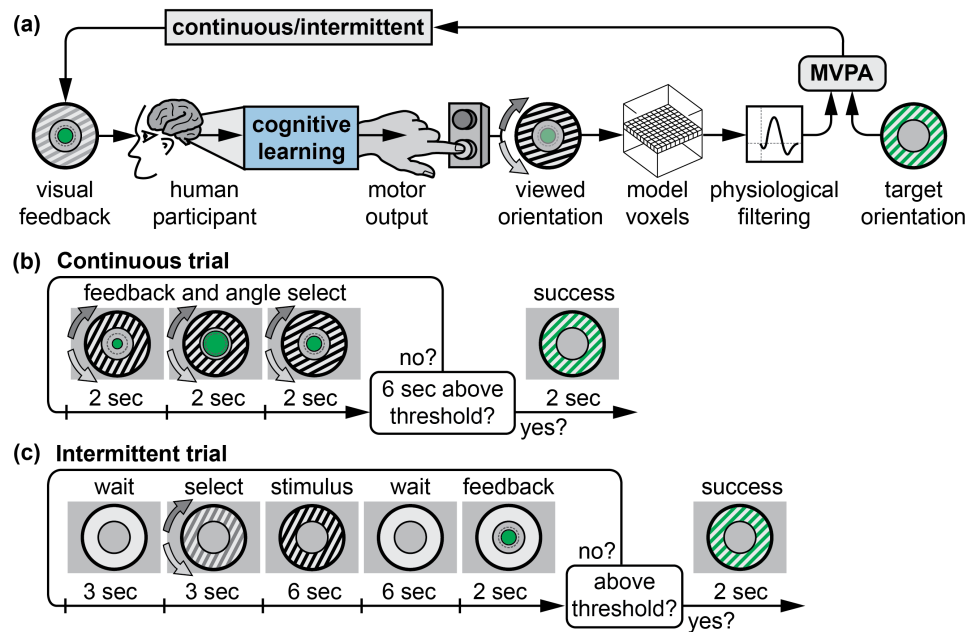 (a)
continuous/intermittent
MVPA
cognitive
learning
visual
feedback
human
participant
motor
output
viewed
orientation
model
voxels
physiological
filtering
target
orientation
(b) Continuous trial
feedback and angle select
success
no?
2 sec 2 sec 2 sec
6 sec above
threshold?
2 sec
yes?
(c) Intermittent trial
wait select stimulus wait feedback
success
no?
3 sec 3 sec 6 sec 6 sec 2 sec
above
threshold?
2 sec
yes?